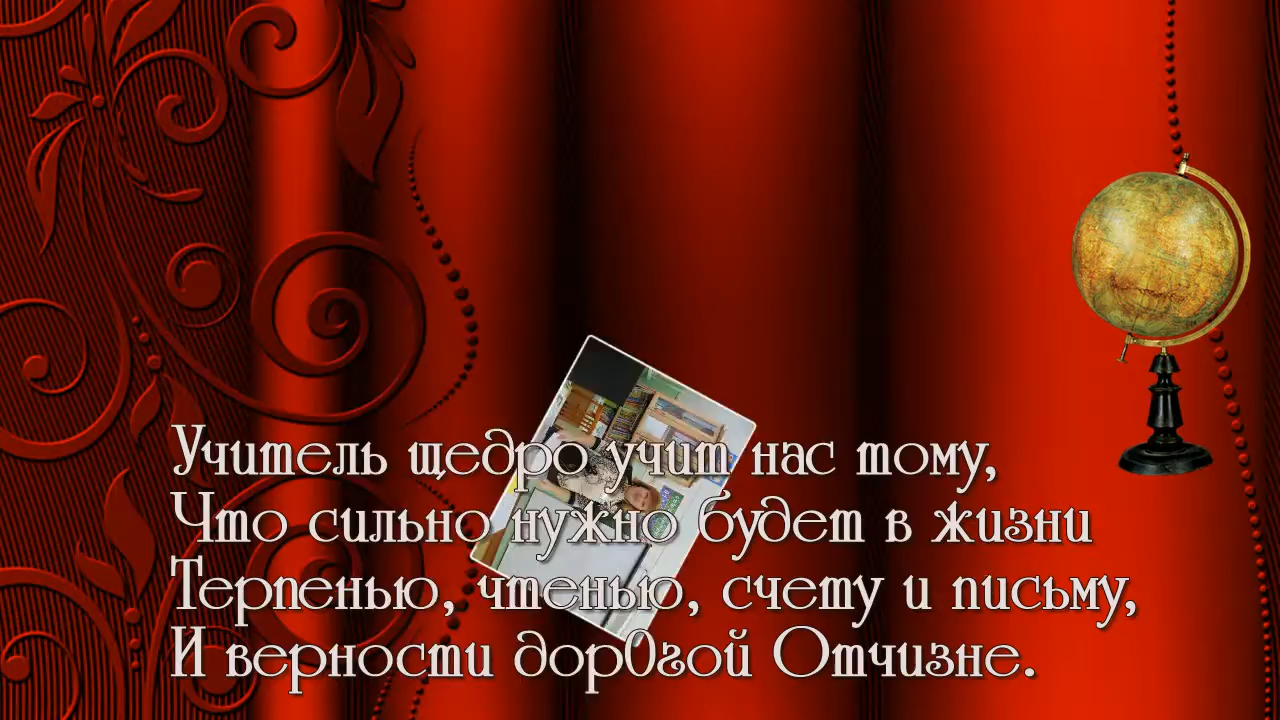 Учитель щедро учит нас тому,
Что сильно нужно будет в жизни
Терпенью, чтенью, счету и письму,
И верности дорОгой Отчизне.